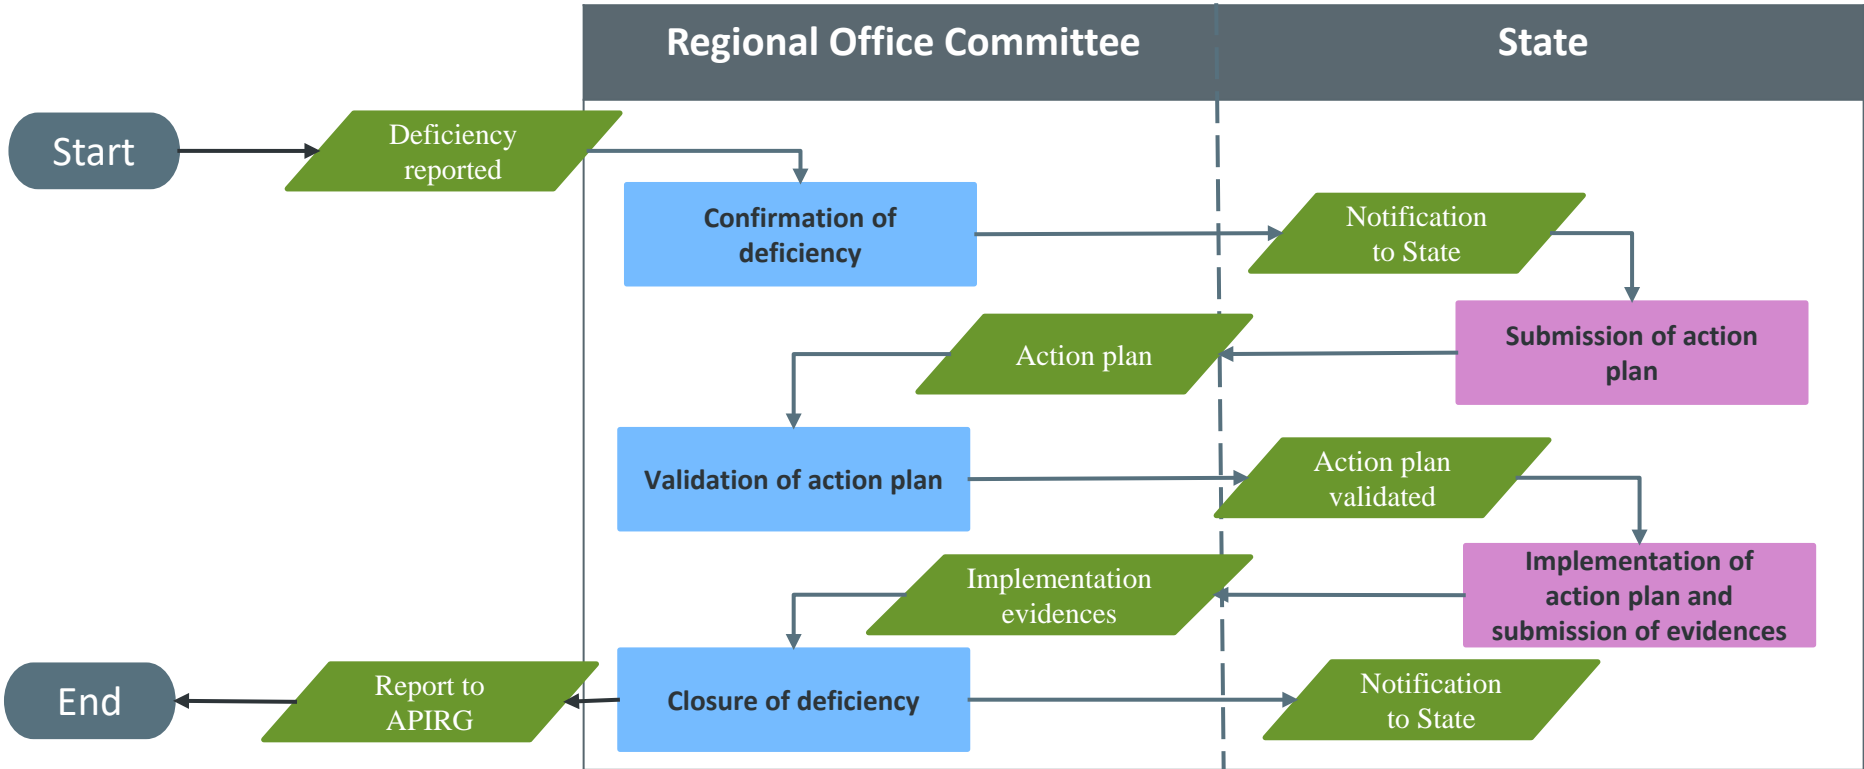 Regional Office Committee
State
Start
Deficiency
reported
Confirmation of
deficiency
Notification
to State
Submission of action
plan
Action plan
Validation of action plan
Action plan
validated
Implementation of
action plan and
submission of evidences
Implementation
evidences
Closure of deficiency
Notification
to State
Report to
APIRG
End